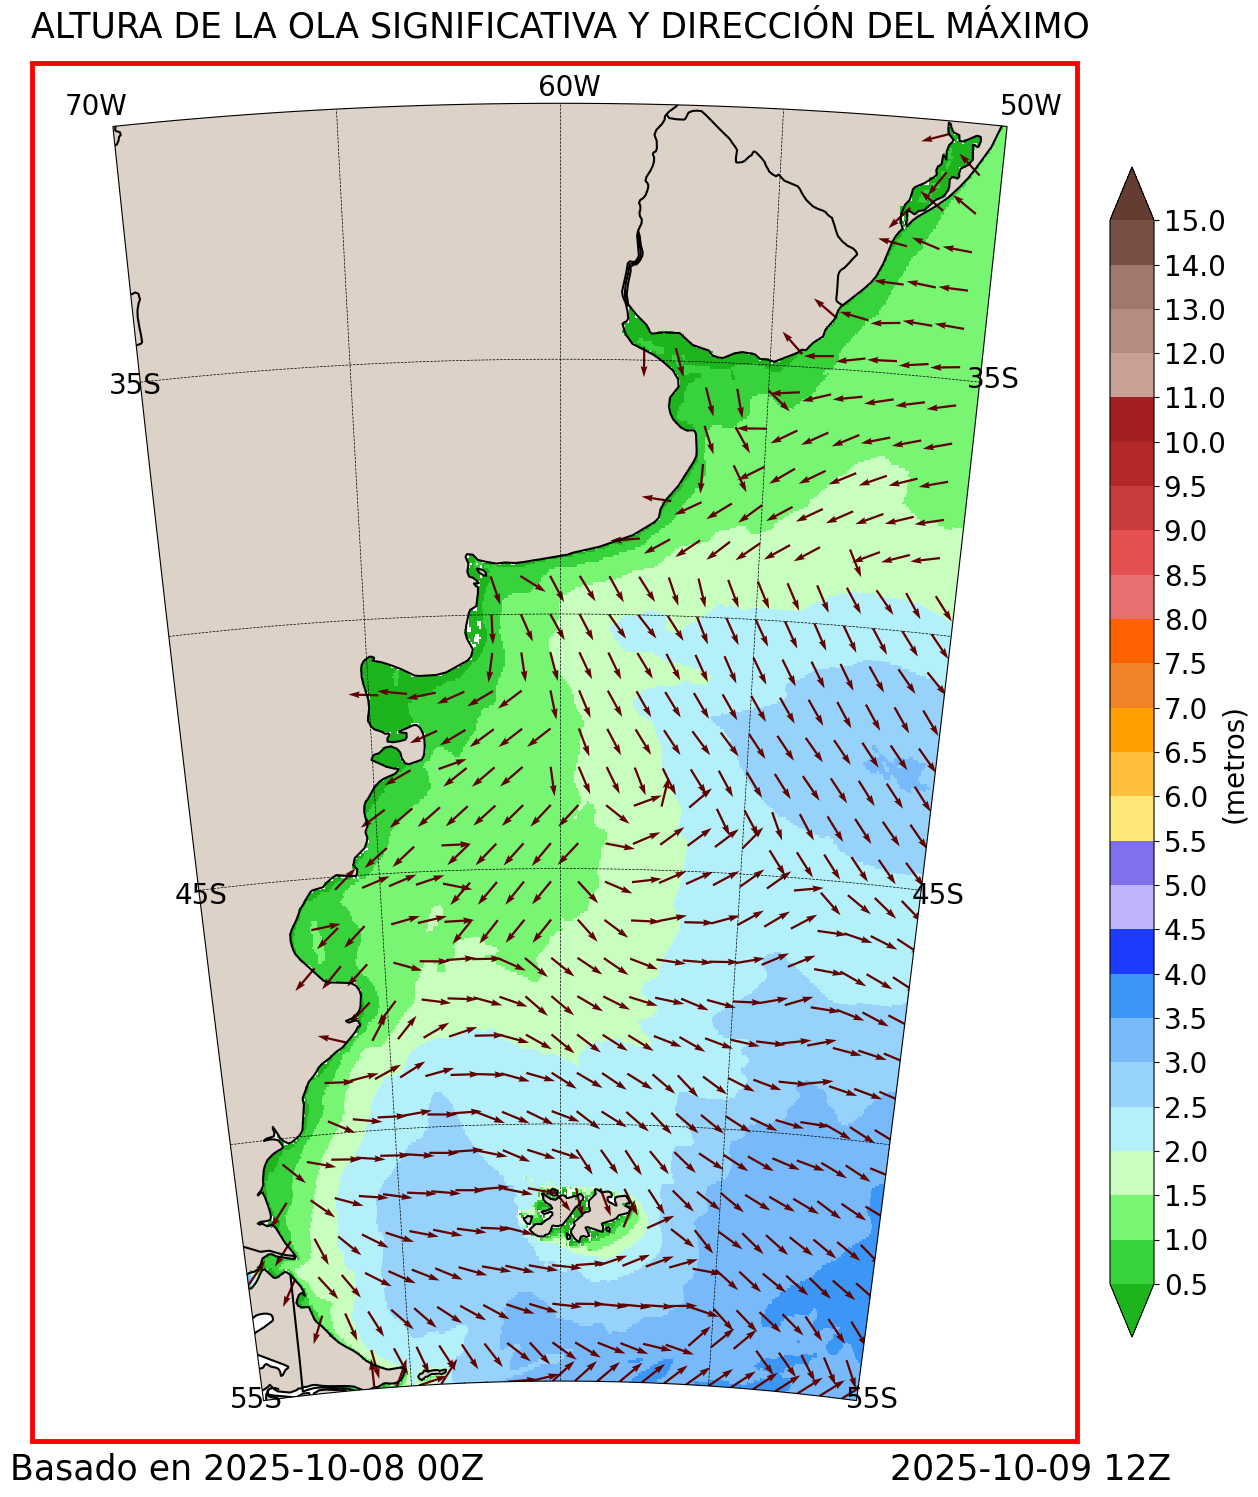 ALTURA DE LA OLA SIGNIFICATIVA Y DIRECCIÓN DEL MÁXIMO
70W
60W
50W
35S
35S
45S
45S
55S
55S
15.0
14.0
13.0
12.0
11.0
10.0
9.5
9.0
8.5
8.0
7.5
7.0
6.5
6.0
5.5
5.0
4.5
4.0
3.5
3.0
2.5
2.0
1.5
1.0
0.5
(metros)
Basado en 2025-10-08 00Z
2025-10-09 12Z